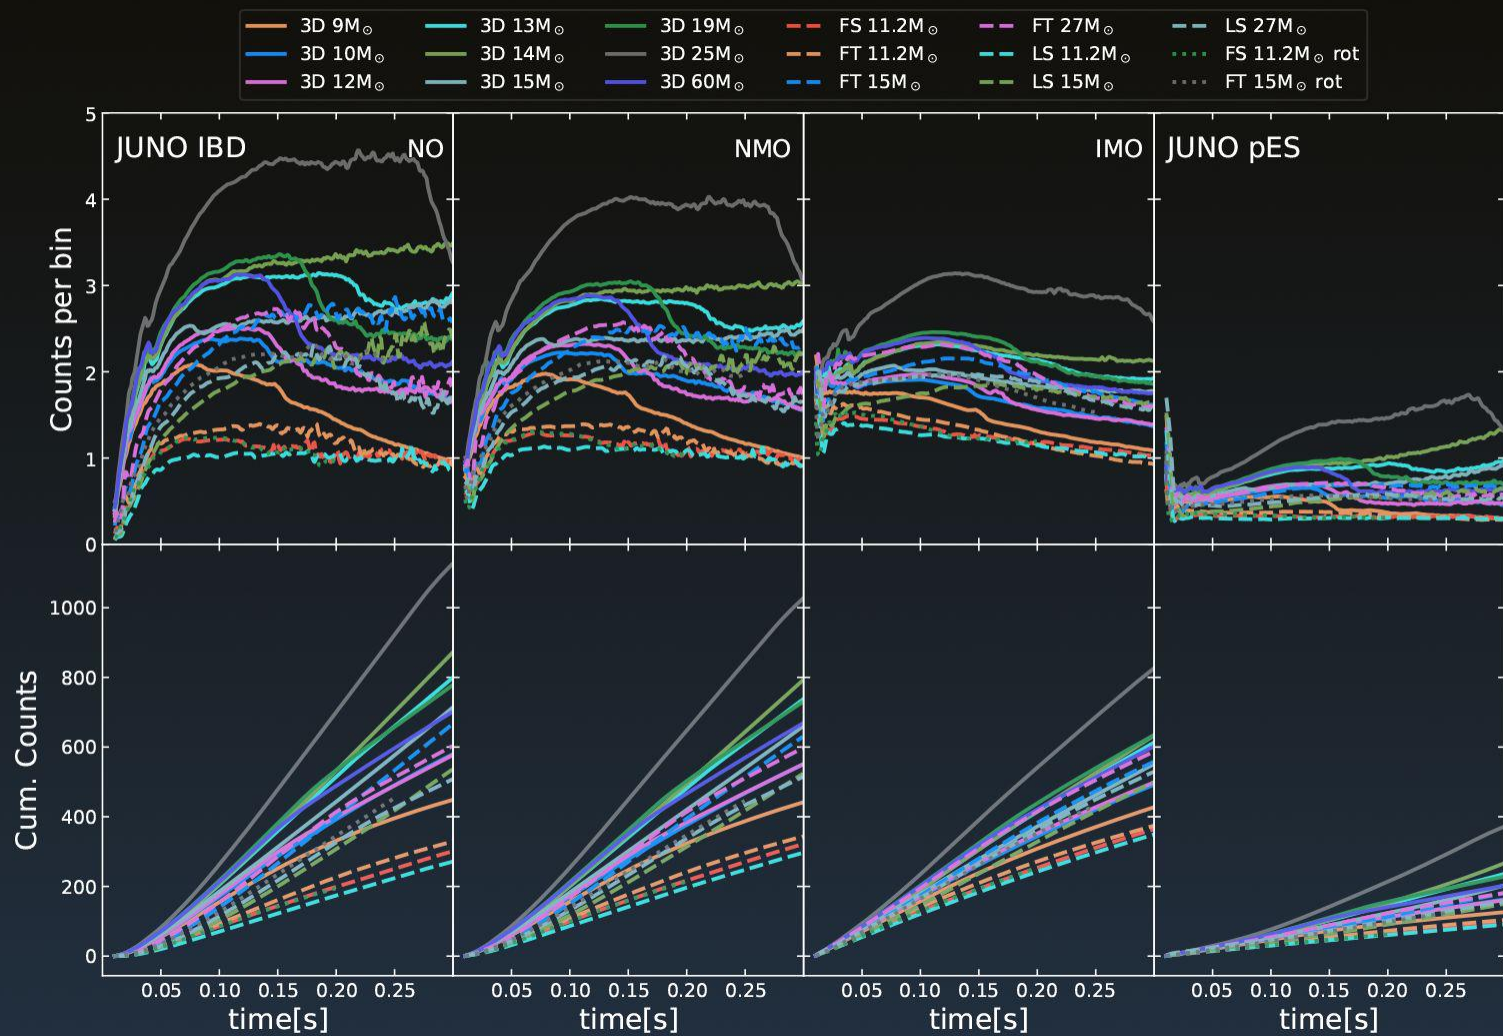 3D 9M⊙ 3D 13M⊙ 3D 19M⊙ FS 11.2M⊙ FT 27M⊙ LS 27M⊙
3D 10M⊙ 3D 14M⊙ 3D 25M⊙ FT 11.2M⊙ LS 11.2M⊙ FS 11.2M⊙ rot
3D 12M⊙ 3D 15M⊙ 3D 60M⊙ FT 15M⊙ LS 15M⊙ FT 15M⊙ rot
JUNO IBD NO NMO IMO JUNO pES
Counts per bin
5
4
3
2
1
0
Cum. Counts
1000
800
600
400
200
0
0.05 0.10 0.15 0.20 0.25 0.05 0.10 0.15 0.20 0.25 0.05 0.10 0.15 0.20 0.25 0.05 0.10 0.15 0.20 0.25
time[s] time[s] time[s] time[s]